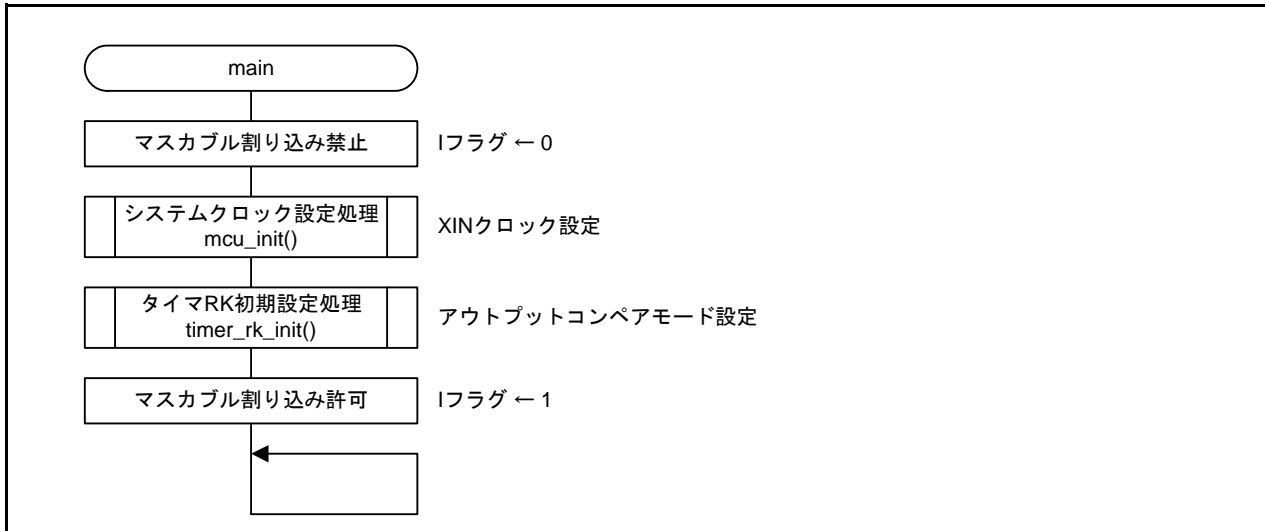 main
マスカブル割り込み禁止 Iフラグ ← 0
システムクロック設定処理
mcu_init()
XINクロック設定
タイマRK初期設定処理
timer_rk_init()
アウトプットコンペアモード設定
マスカブル割り込み許可 Iフラグ ← 1